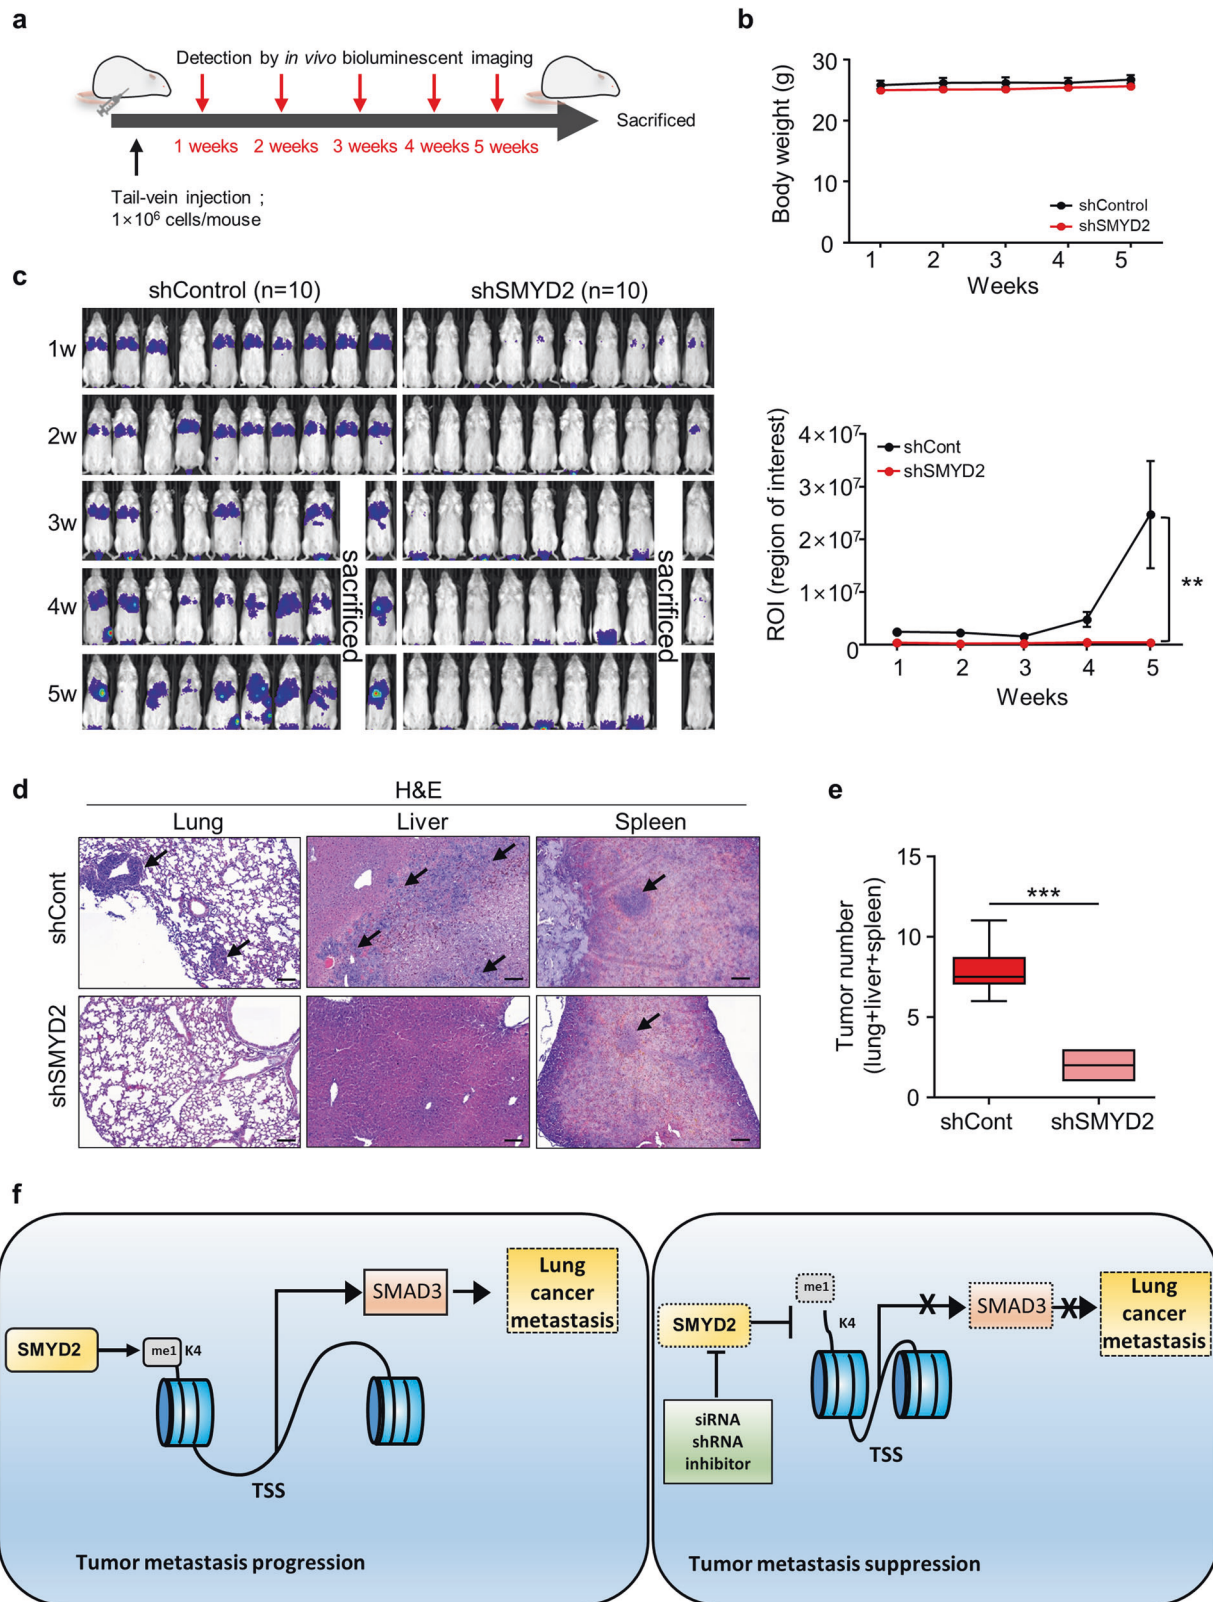 a
Detection by in vivo bioluminescent imaging
Sacrificed
1 weeks
2 weeks
3 weeks
4 weeks
5 weeks
Tail-vein injection ;
1×10⁶ cells/mouse
b
Body weight (g)
30
20
10
0
shControl
shSMYD2
1
2
3
4
5
Weeks
c
shControl (n=10)
shSMYD2 (n=10)
1w
2w
3w
4w
5w
sacrificed
sacrificed
ROI (region of interest)
4×10⁷
3×10⁷
2×10⁷
1×10⁷
0
shCont
shSMYD2
**
1
2
3
4
5
Weeks
d
H&E
Lung
Liver
Spleen
shCont
shSMYD2
e
Tumor number
(lung+liver+spleen)
15
10
5
0
***
shCont
shSMYD2
f
SMYD2
me1
K4
TSS
SMAD3
Lung
cancer
metastasis
Tumor metastasis progression
SMYD2
me1
K4
X
SMAD3
X
Lung
cancer
metastasis
siRNA
shRNA
inhibitor
TSS
Tumor metastasis suppression